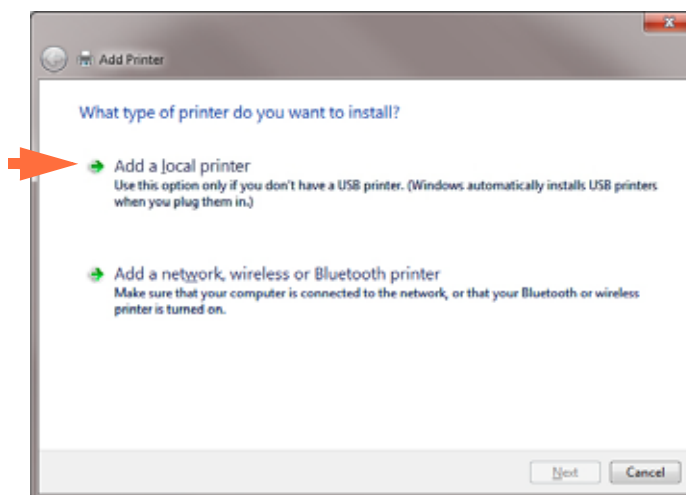 Add Printer
What type of printer do you want to install?
Add a local printer
Use this option only if you don't have a USB printer. (Windows automatically installs USB printers
when you plug them in.)
Add a network, wireless or Bluetooth printer
Make sure that your computer is connected to the network, or that your Bluetooth or wireless
printer is turned on.
Next Cancel